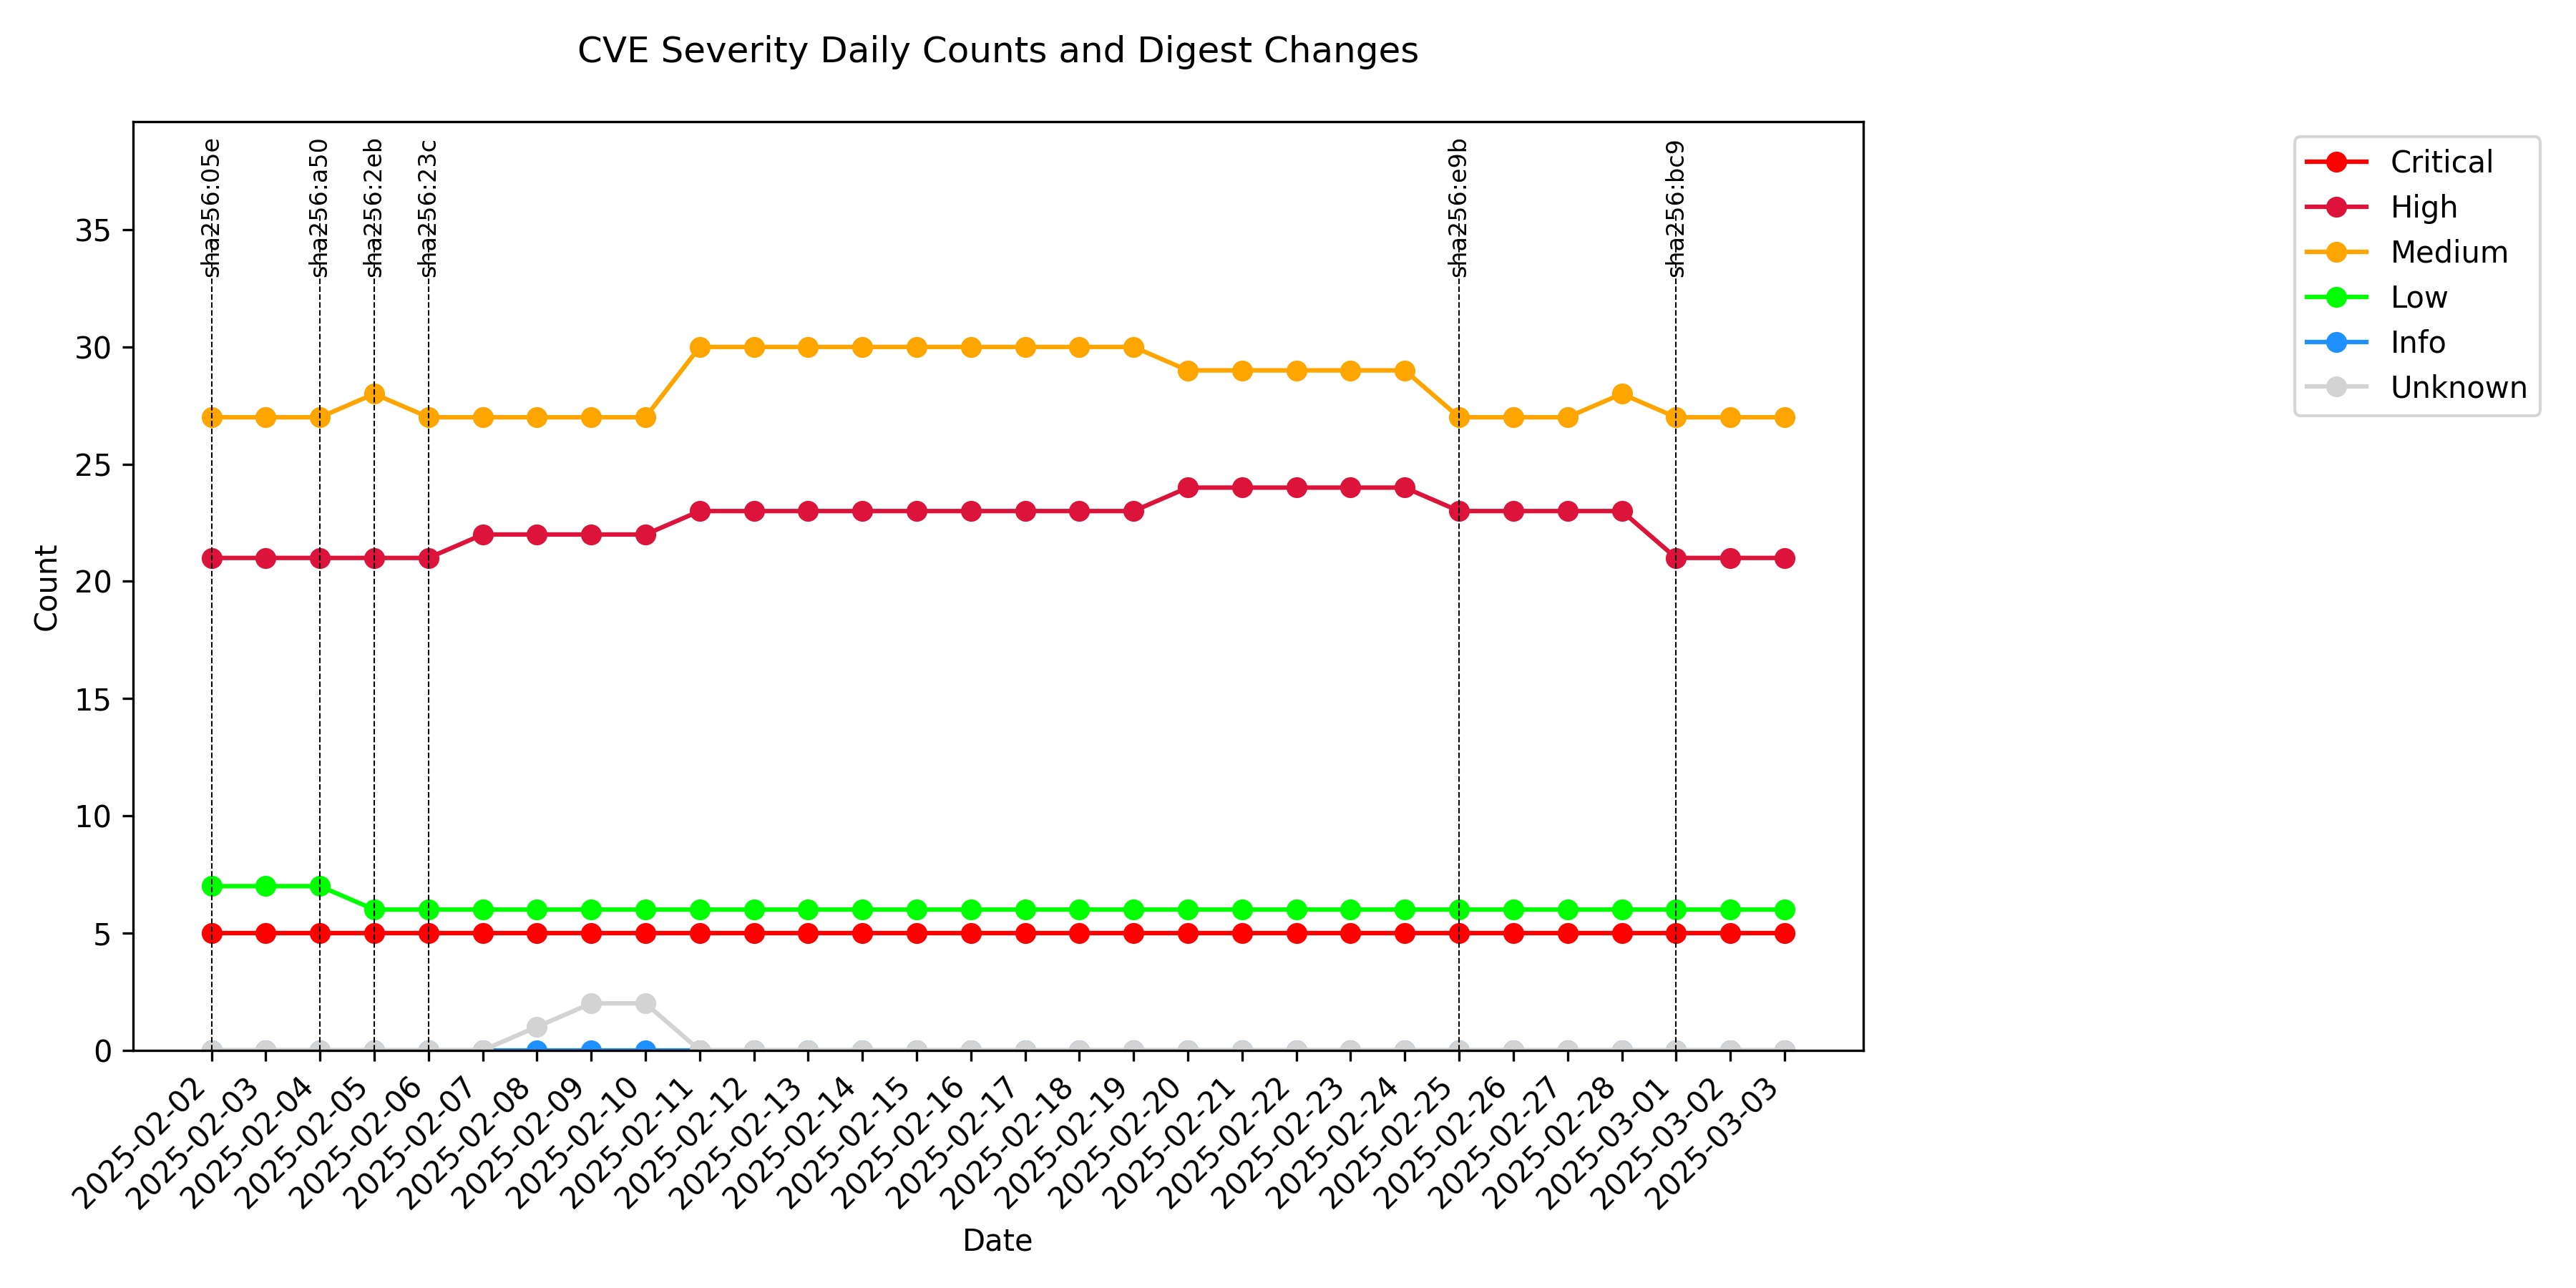 CVE Severity Daily Counts and Digest Changes
sha256:05e
sha256:a50
sha256:2eb
sha256:23c
sha256:e9b
sha256:bc9
Critical
High
Medium
Low
Info
Unknown
Count
35
30
25
20
15
10
5
0
2025-02-02
2025-02-03
2025-02-04
2025-02-05
2025-02-06
2025-02-07
2025-02-08
2025-02-09
2025-02-10
2025-02-11
2025-02-12
2025-02-13
2025-02-14
2025-02-15
2025-02-16
2025-02-17
2025-02-18
2025-02-19
2025-02-20
2025-02-21
2025-02-22
2025-02-23
2025-02-24
2025-02-25
2025-02-26
2025-02-27
2025-02-28
2025-03-01
2025-03-02
2025-03-03
Date